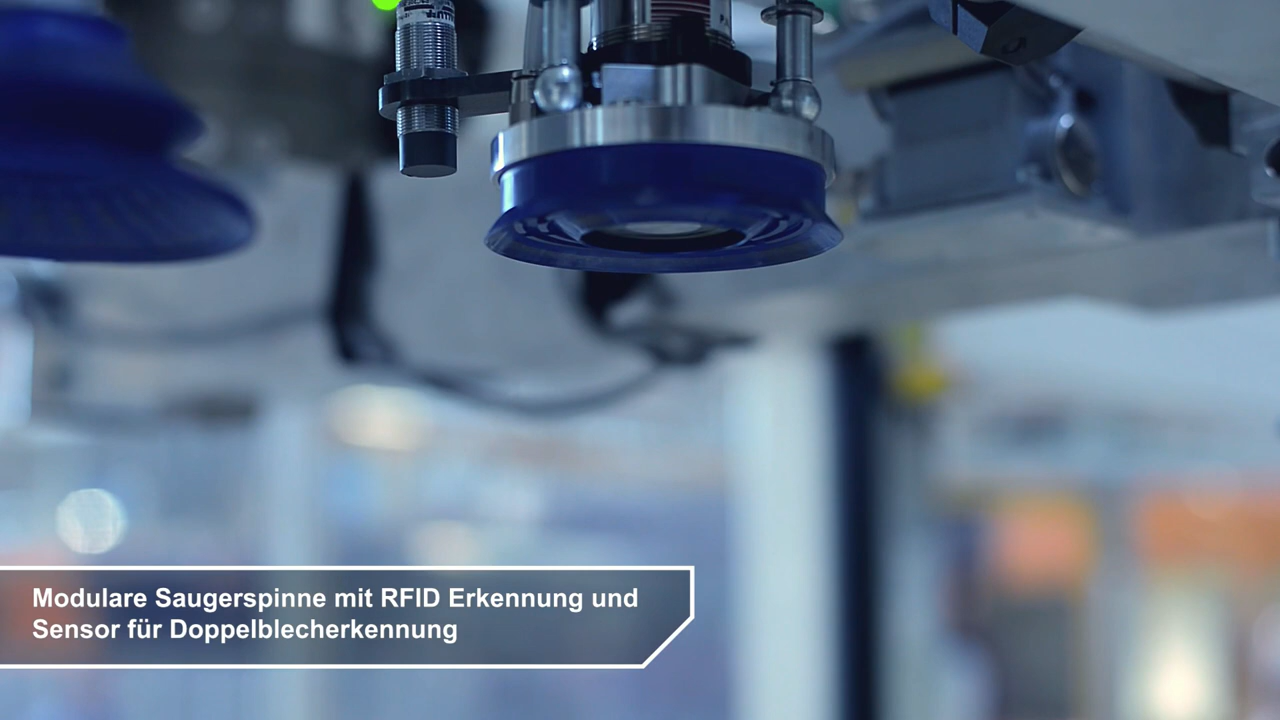 Modulare Saugerspinne mit RFID Erkennung und
Sensor für Doppelblecherkennung